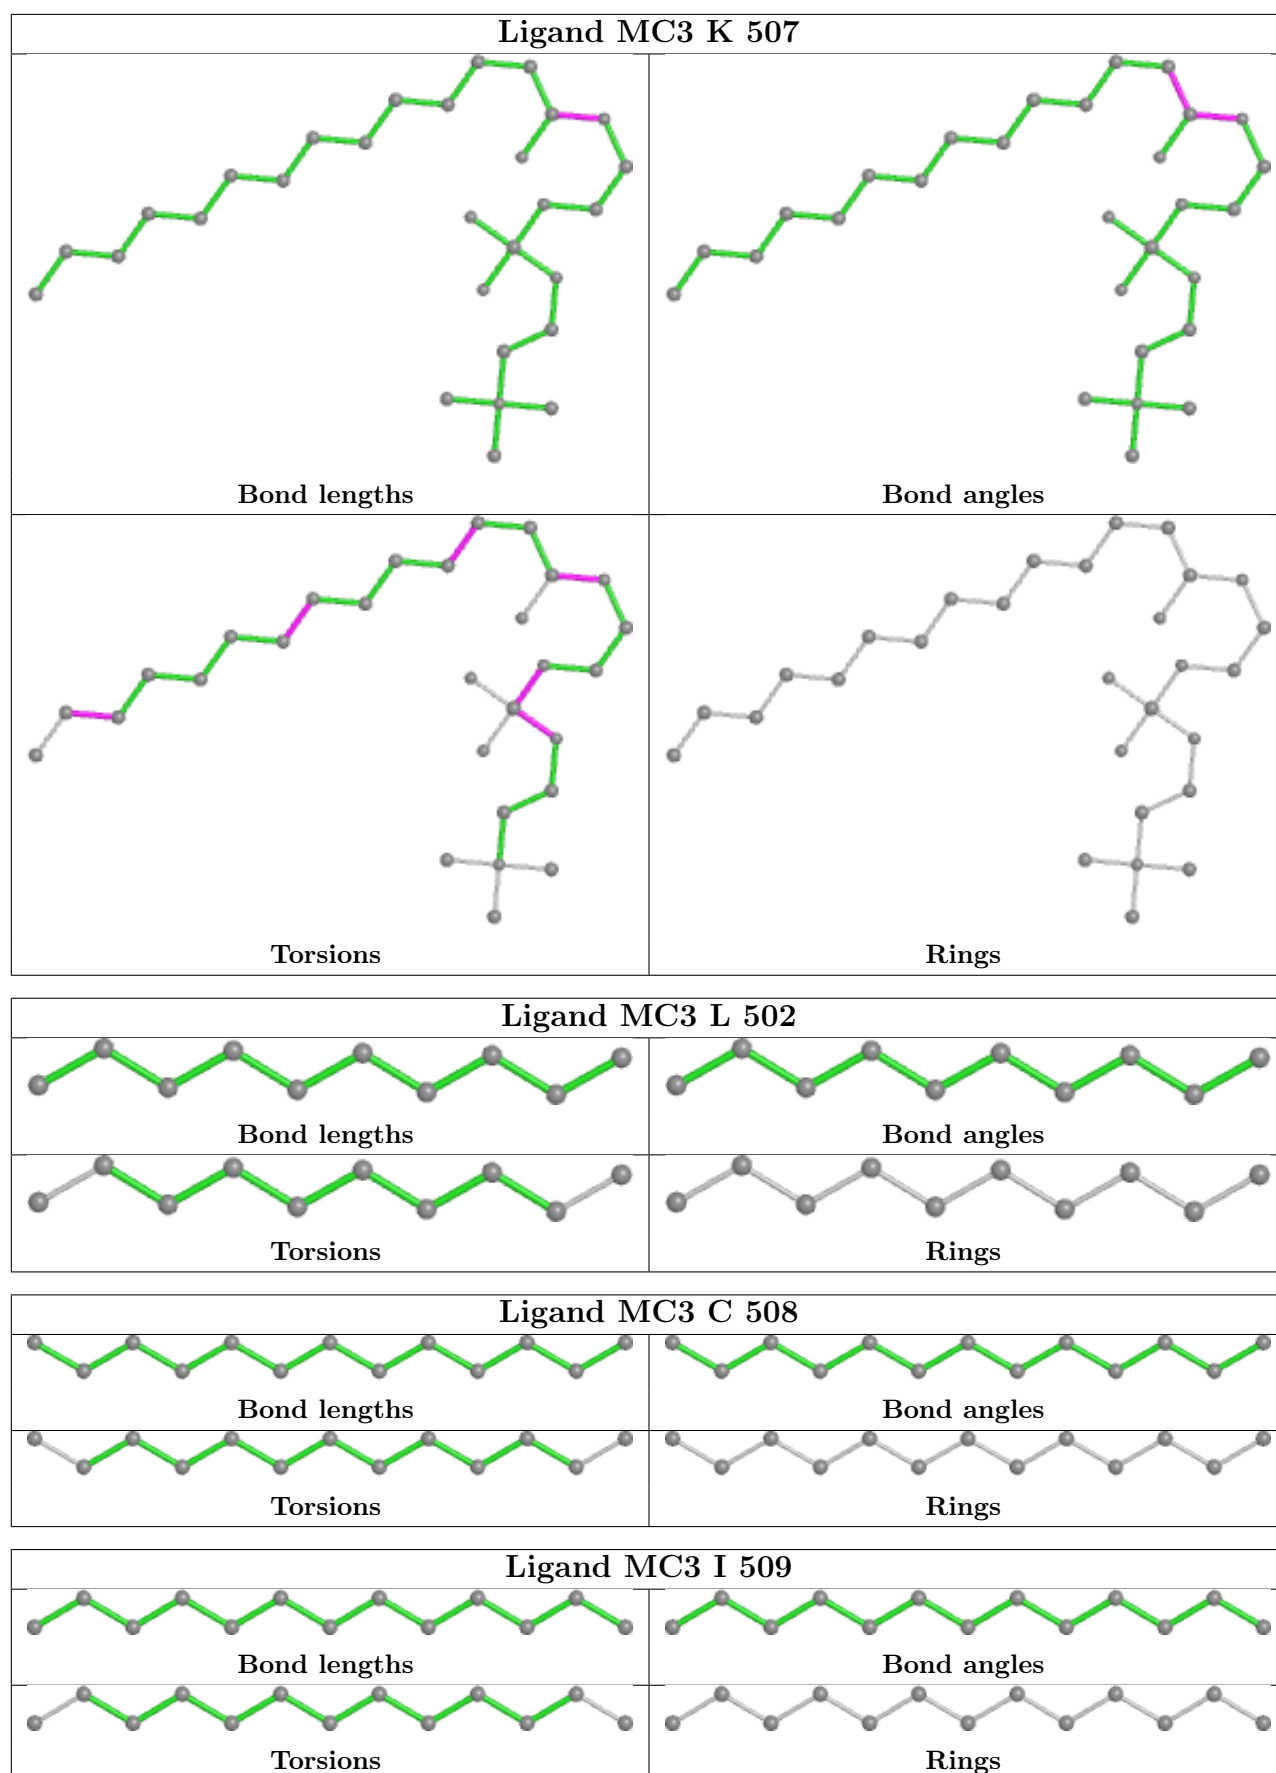 Ligand MC3 K 507
Bond lengths
Bond angles
Torsions
Rings
Ligand MC3 L 502
Bond lengths
Bond angles
Torsions
Rings
Ligand MC3 C 508
Bond lengths
Bond angles
Torsions
Rings
Ligand MC3 I 509
Bond lengths
Bond angles
Torsions
Rings